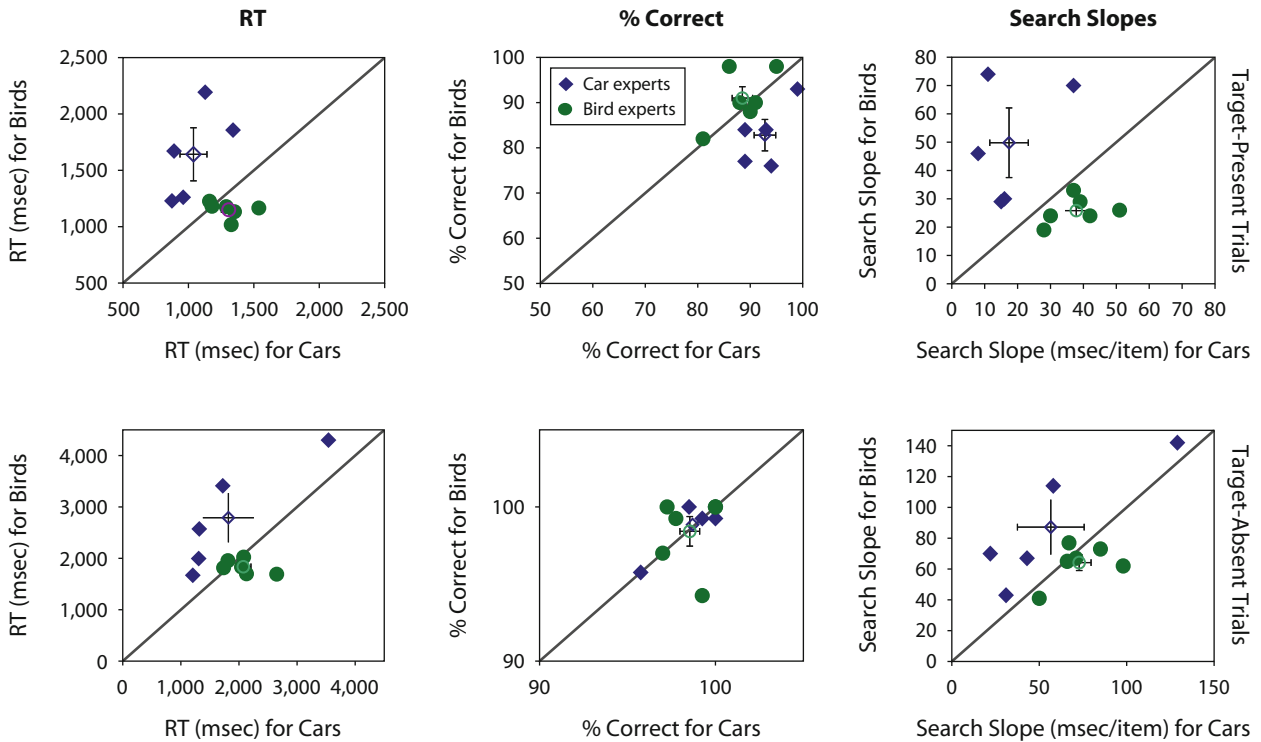 RT
% Correct
Search Slopes
RT (msec) for Birds
2,500
2,000
1,500
1,000
500
500 1,000 1,500 2,000 2,500
RT (msec) for Cars
% Correct for Birds
100
90
80
70
60
50
Car experts
Bird experts
50 60 70 80 90 100
% Correct for Cars
Search Slope for Birds
80
70
60
50
40
30
20
10
0
0 10 20 30 40 50 60 70 80
Search Slope (msec/item) for Cars
Target-Present Trials
RT (msec) for Birds
4,000
3,000
2,000
1,000
0
0 1,000 2,000 3,000 4,000
RT (msec) for Cars
% Correct for Birds
100
90
90 100
% Correct for Cars
Search Slope for Birds
140
120
100
80
60
40
20
0
0 50 100 150
Search Slope (msec/item) for Cars
Target-Absent Trials